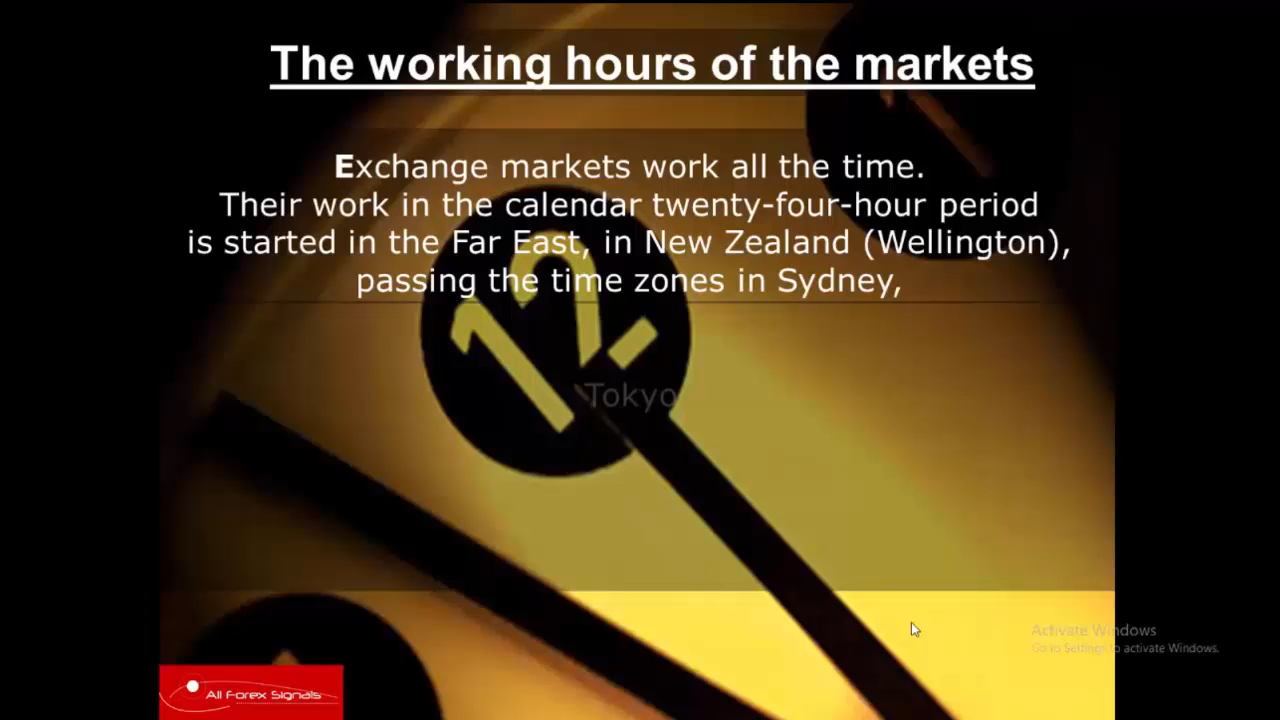 The working hours of the markets
Exchange markets work all the time.
Their work in the calendar twenty-four-hour period
is started in the Far East, in New Zealand (Wellington),
passing the time zones in Sydney,
12
Tokyo
Activate Windows
Go to Settings to activate Windows.
All Forex Signals